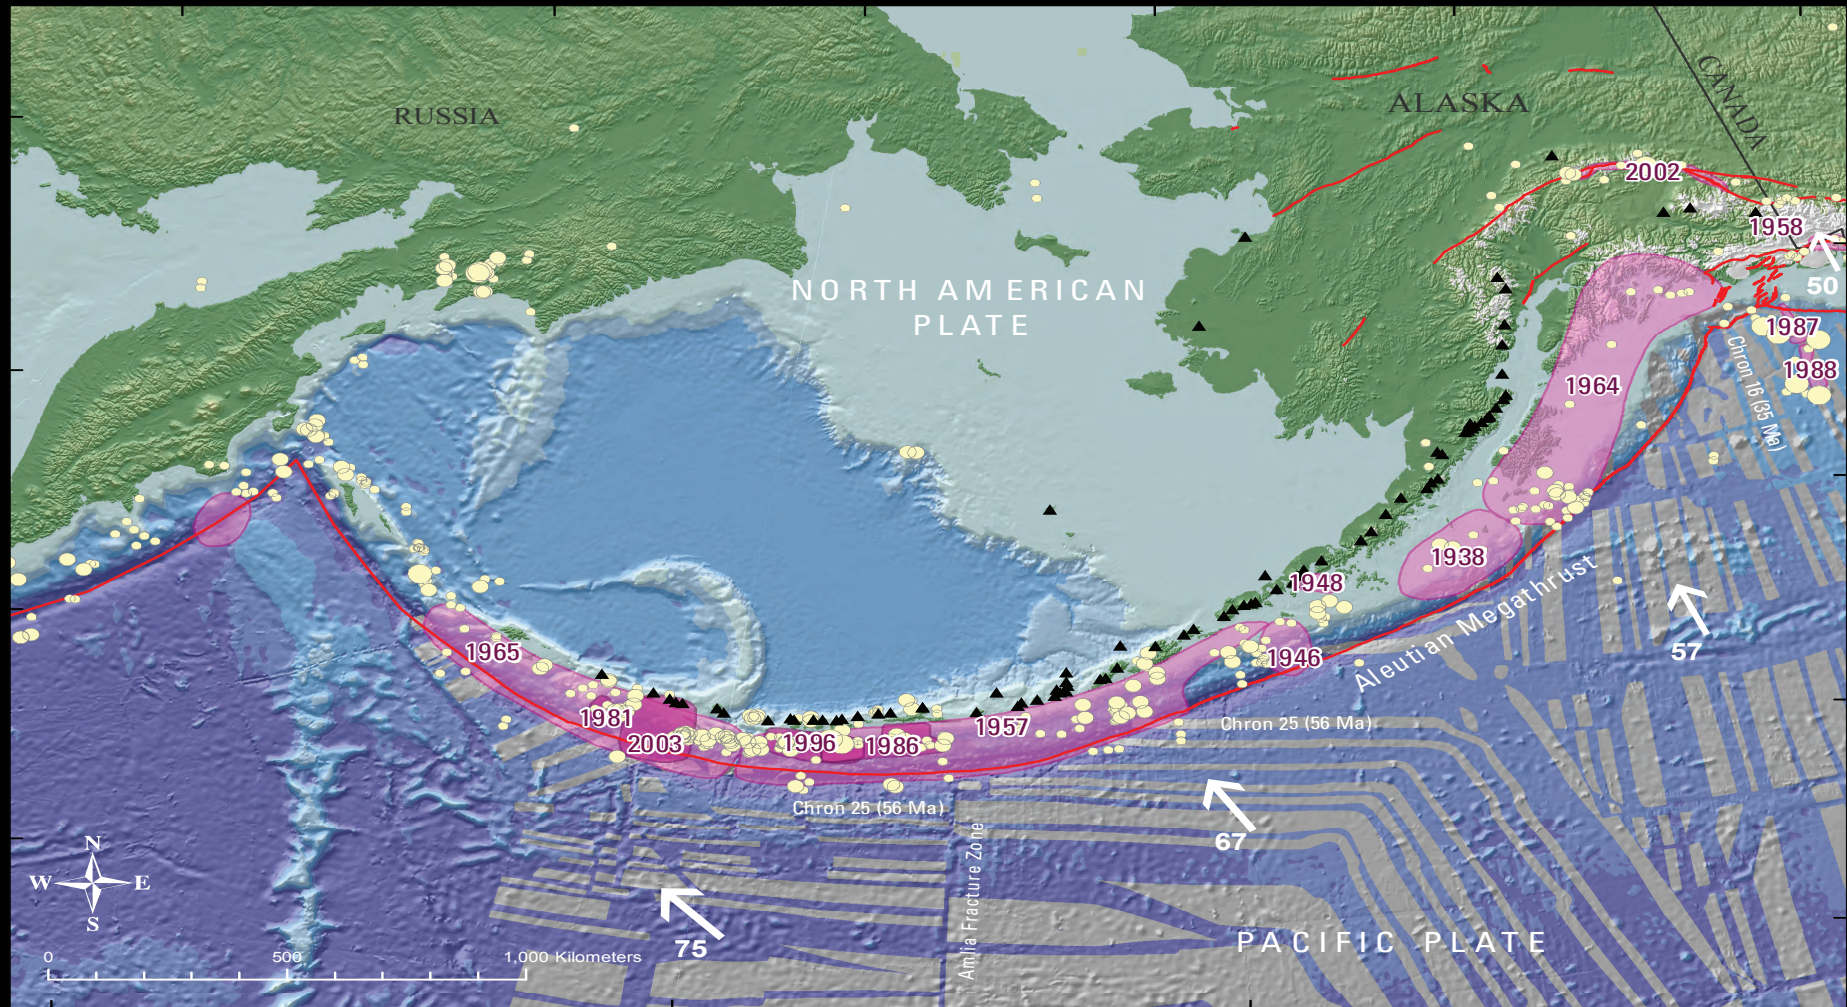 RUSSIA
ALASKA
CANADA
2002
1958
50
NORTH AMERICAN
PLATE
1987
1988
Chron 16 (35 Ma)
1964
1938
1948
Aleutian Megathrust
57
1946
1965
1981
2003
1996
1986
1957
Chron 25 (56 Ma)
Chron 25 (56 Ma)
67
Amlia Fracture Zone
75
PACIFIC PLATE
N
W E
S
0 500 1,000 Kilometers